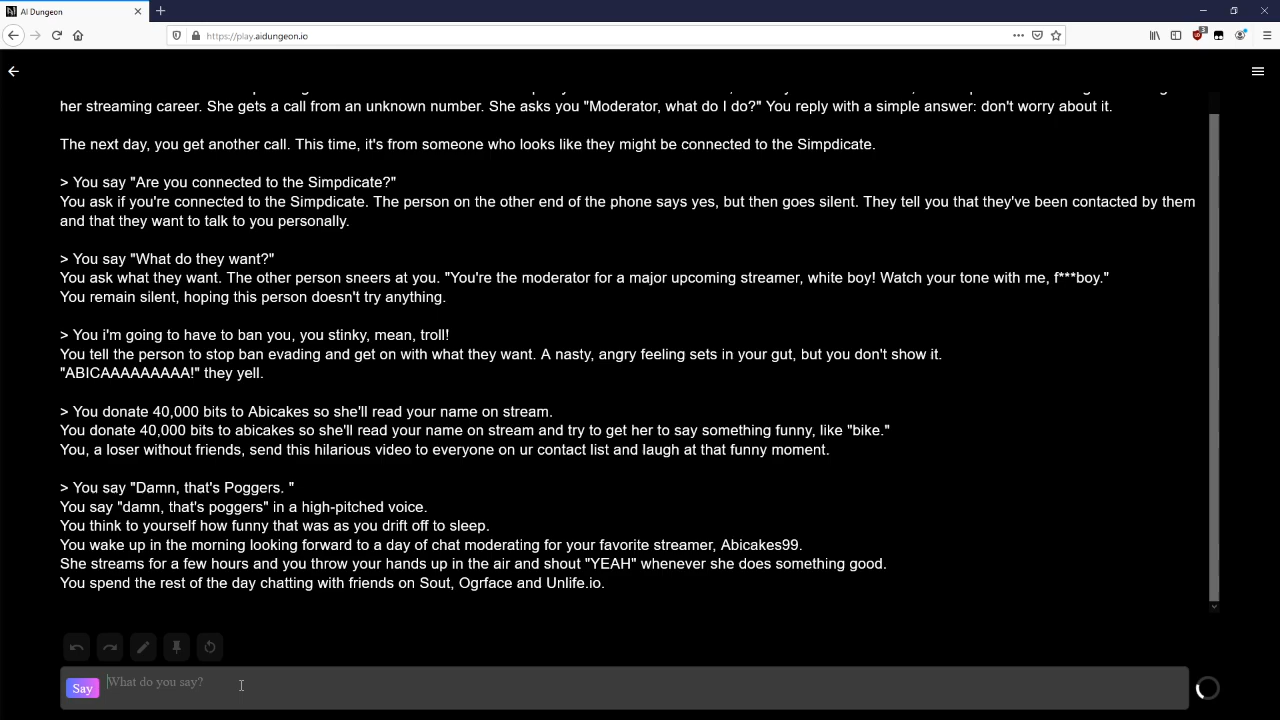 AI Dungeon
https://play.aidungeon.io
her streaming career. She gets a call from an unknown number. She asks you "Moderator, what do I do?" You reply with a simple answer: don't worry about it.
The next day, you get another call. This time, it's from someone who looks like they might be connected to the Simpdicate.
> You say "Are you connected to the Simpdicate?"
You ask if you're connected to the Simpdicate. The person on the other end of the phone says yes, but then goes silent. They tell you that they've been contacted by them
and that they want to talk to you personally.
> You say "What do they want?"
You ask what they want. The other person sneers at you. "You're the moderator for a major upcoming streamer, white boy! Watch your tone with me, f***boy."
You remain silent, hoping this person doesn't try anything.
> You i'm going to have to ban you, you stinky, mean, troll!
You tell the person to stop ban evading and get on with what they want. A nasty, angry feeling sets in your gut, but you don't show it.
"ABICAAAAAAAAA!" they yell.
> You donate 40,000 bits to Abicakes so she'll read your name on stream.
You donate 40,000 bits to abicakes so she'll read your name on stream and try to get her to say something funny, like "bike."
You, a loser without friends, send this hilarious video to everyone on ur contact list and laugh at that funny moment.
> You say "Damn, that's Poggers. "
You say "damn, that's poggers" in a high-pitched voice.
You think to yourself how funny that was as you drift off to sleep.
You wake up in the morning looking forward to a day of chat moderating for your favorite streamer, Abicakes99.
She streams for a few hours and you throw your hands up in the air and shout "YEAH" whenever she does something good.
You spend the rest of the day chatting with friends on Sout, Ogrface and Unlife.io.
Say What do you say?